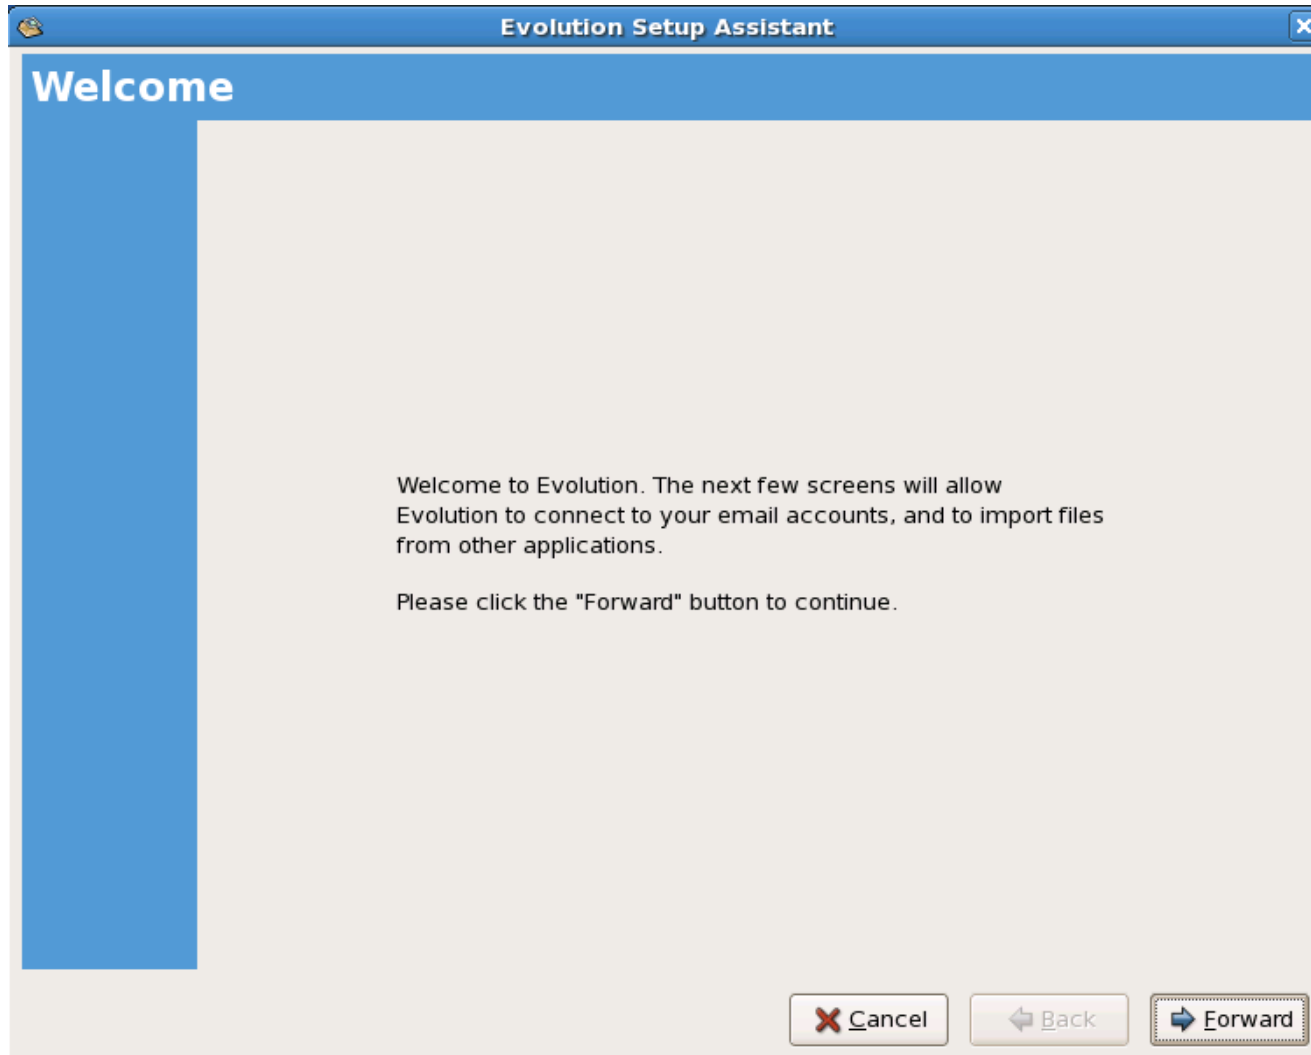 Evolution Setup Assistant
Welcome
Welcome to Evolution. The next few screens will allow
Evolution to connect to your email accounts, and to import files
from other applications.
Please click the "Forward" button to continue.
Cancel
Back
Forward